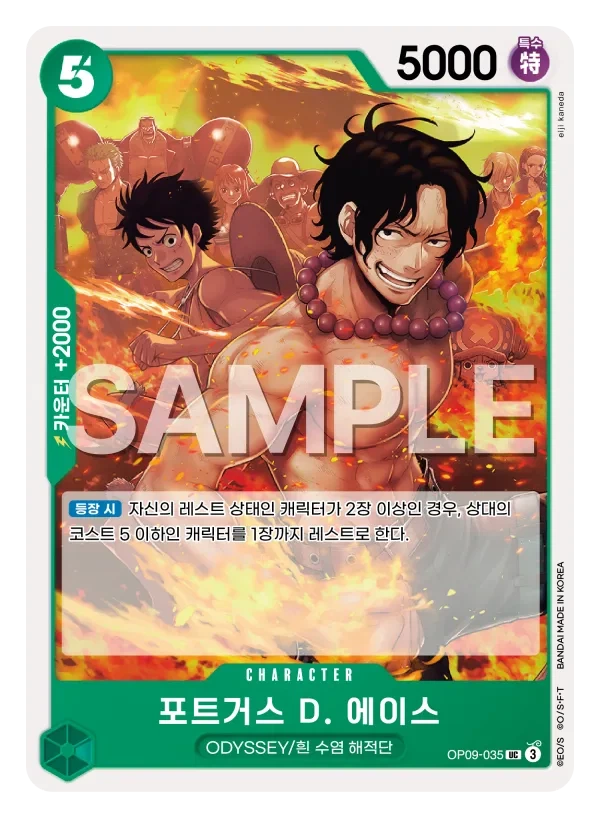 5
5000
특수
特
eiji kaneda
카운터 +2000
SAMPLE
등장 시 자신의 레스트 상태인 캐릭터가 2장 이상인 경우, 상대의
코스트 5 이하인 캐릭터를 1장까지 레스트로 한다.
CHARACTER
포트거스 D. 에이스
ODYSSEY/흰 수염 해적단
OP09-035 UC 3
©EO/S ©O/S·F·T BANDAI MADE IN KOREA